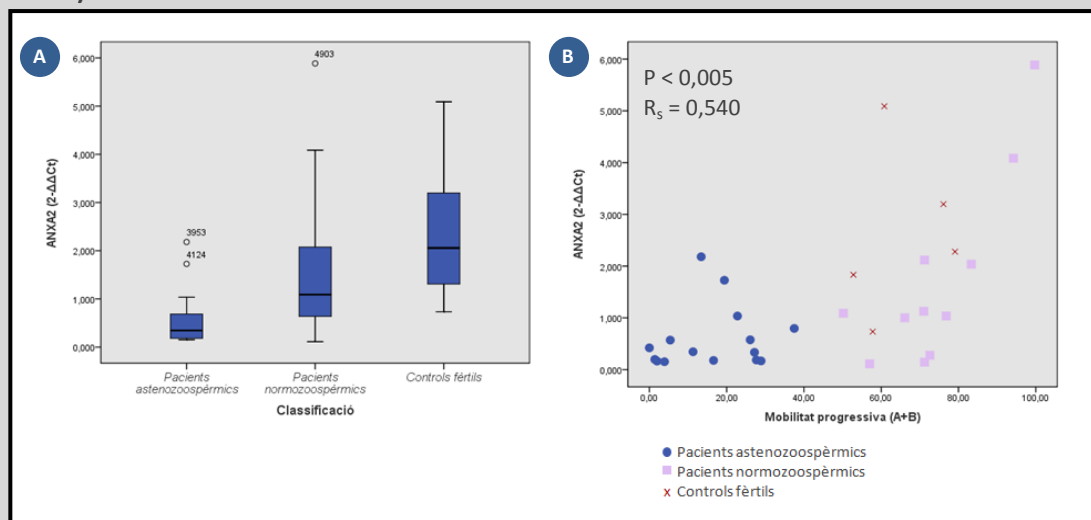 A
ANXA2 (2-ΔΔCt)
6,000
5,000
4,000
3,000
2,000
1,000
0,000
4903
3953
4124
Pacients
astenozoospèrmics
Pacients
normozoospèrmics
Controls fèrtils
Classificació
B
P < 0,005
Rs = 0,540
ANXA2 (2-ΔΔCt)
6,000
5,000
4,000
3,000
2,000
1,000
0,000
0,00 20,00 40,00 60,00 80,00 100,00
Mobilitat progressiva (A+B)
Pacients astenozoospèrmics
Pacients normozoospèrmics
x Controls fèrtils